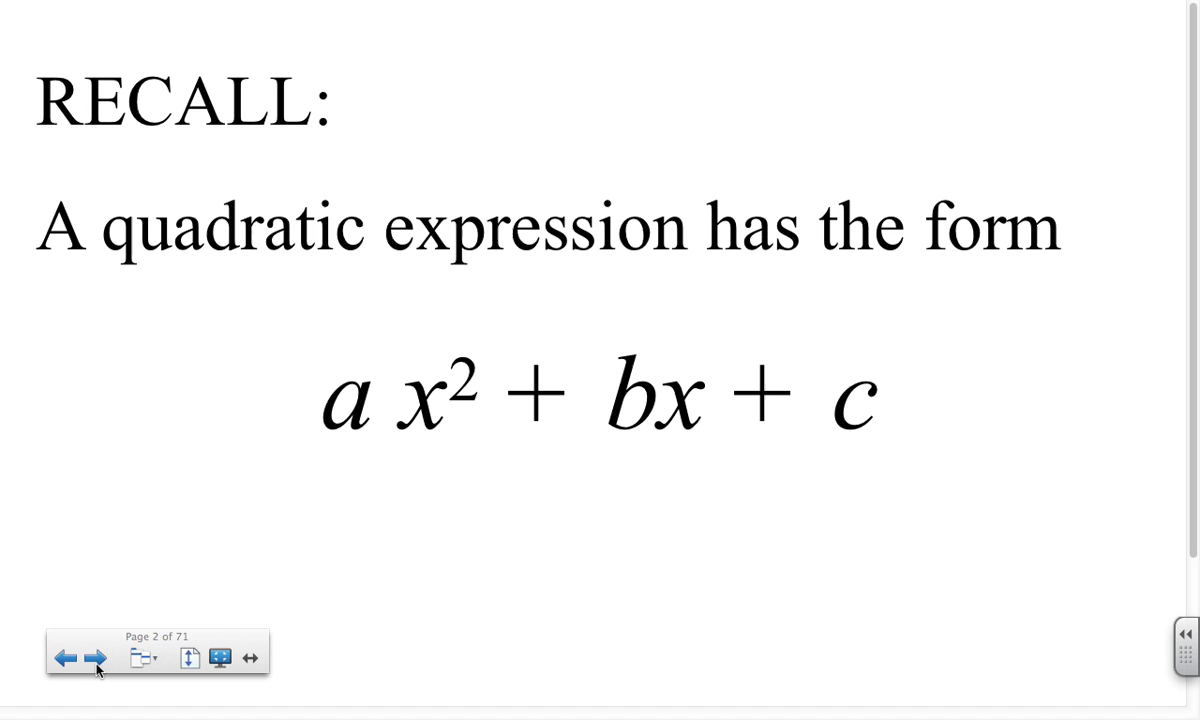 RECALL:
A quadratic expression has the form
a x² + bx + c
Page 2 of 71